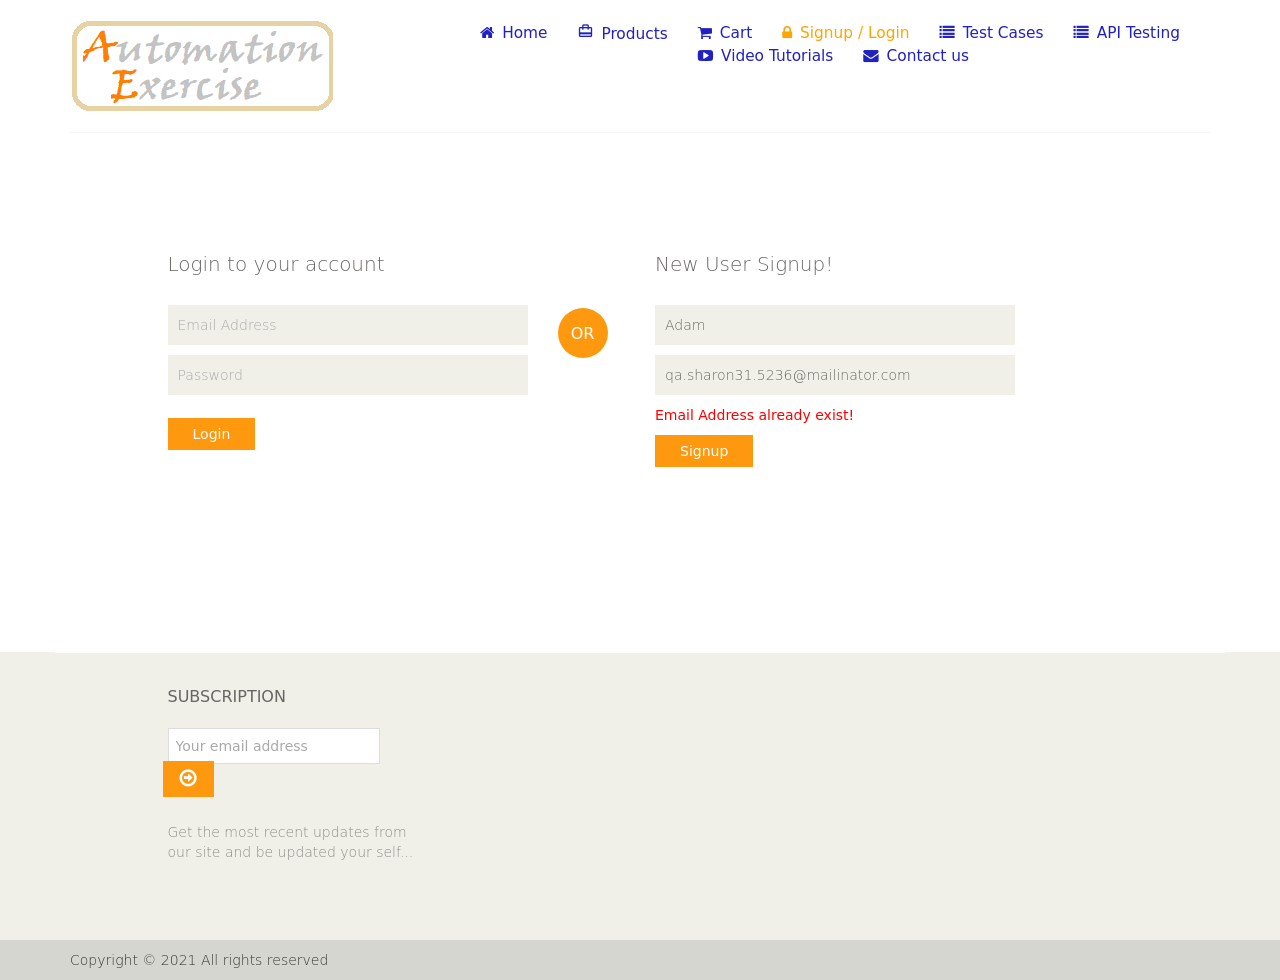 Automation
Exercise
Home
Products
Cart
Signup / Login
Test Cases
API Testing
Video Tutorials
Contact us
Login to your account
Email Address
Password
Login
OR
New User Signup!
Adam
qa.sharon31.5236@mailinator.com
Email Address already exist!
Signup
SUBSCRIPTION
Your email address
Get the most recent updates from
our site and be updated your self...
Copyright © 2021 All rights reserved